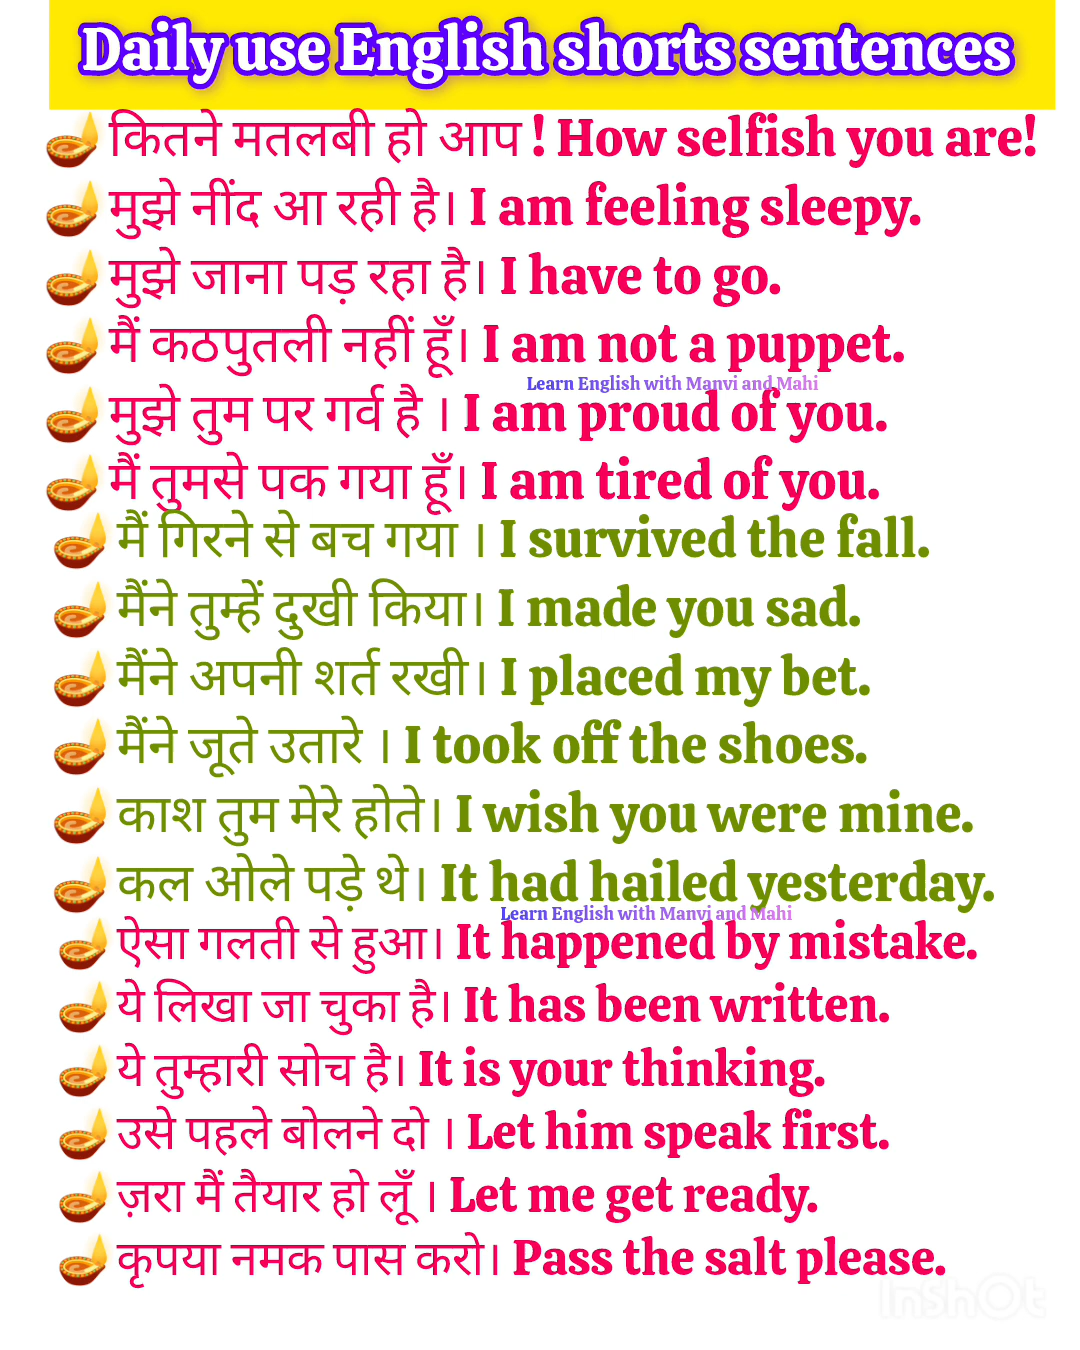 Daily use English shorts sentences
कितने मतलबी हो आप ! How selfish you are!
मुझे नींद आ रही है। I am feeling sleepy.
मुझे जाना पड़ रहा है। I have to go.
मैं कठपुतली नहीं हूँ। I am not a puppet.
Learn English with Manvi and Mahi
मुझे तुम पर गर्व है । I am proud of you.
मैं तुमसे पक गया हूँ। I am tired of you.
मैं गिरने से बच गया । I survived the fall.
मैंने तुम्हें दुखी किया। I made you sad.
मैंने अपनी शर्त रखी। I placed my bet.
मैंने जूते उतारे । I took off the shoes.
काश तुम मेरे होते। I wish you were mine.
कल ओले पड़े थे। It had hailed yesterday.
Learn English with Manvi and Mahi
ऐसा गलती से हुआ। It happened by mistake.
ये लिखा जा चुका है। It has been written.
ये तुम्हारी सोच है। It is your thinking.
उसे पहले बोलने दो । Let him speak first.
ज़रा मैं तैयार हो लूँ । Let me get ready.
कृपया नमक पास करो। Pass the salt please.
InShOt